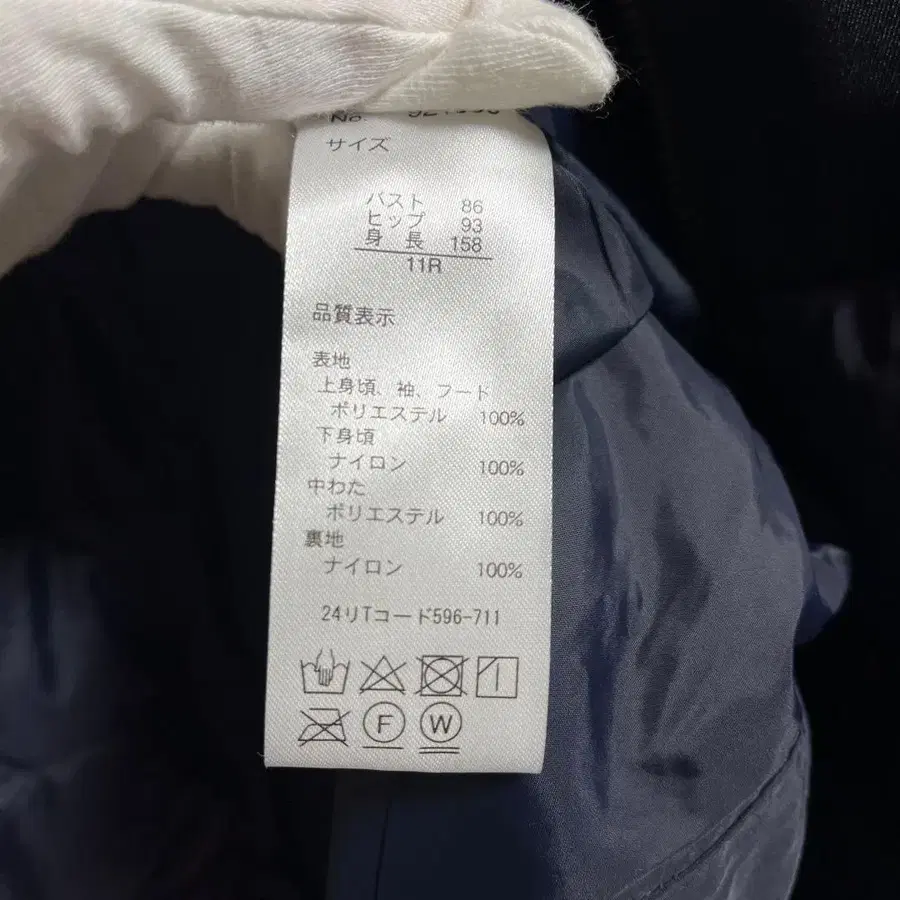 No.
サイズ
バスト 86
ヒップ 93
身 長 158
11R
品質表示
表地
上身頃、袖、フード
ポリエステル 100%
下身頃
ナイロン 100%
中わた
ポリエステル 100%
裏地
ナイロン 100%
24リTコード596-711
F W